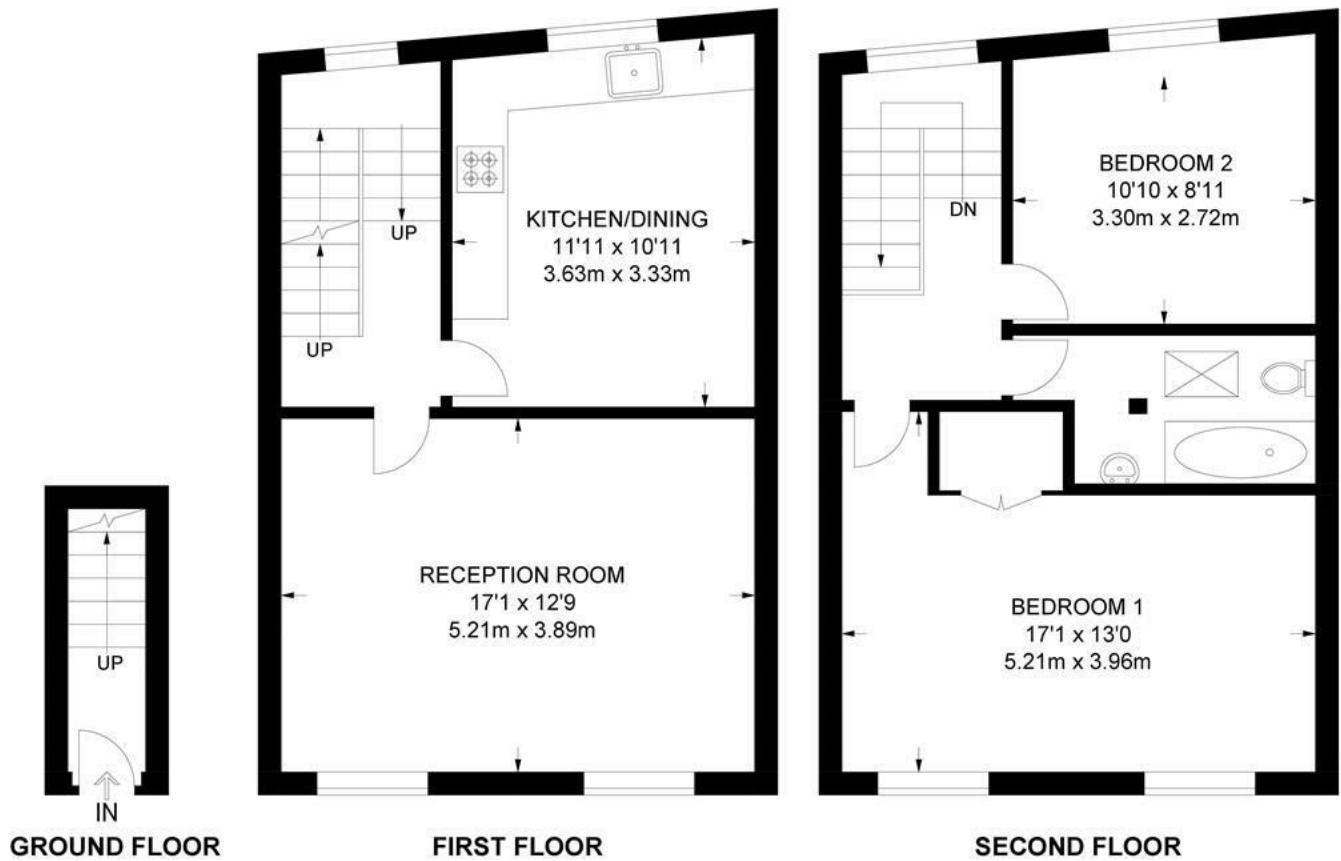 UP
IN
GROUND FLOOR
UP
UP
KITCHEN/DINING
11'11 x 10'11
3.63m x 3.33m
RECEPTION ROOM
17'1 x 12'9
5.21m x 3.89m
FIRST FLOOR
DN
BEDROOM 2
10'10 x 8'11
3.30m x 2.72m
BEDROOM 1
17'1 x 13'0
5.21m x 3.96m
SECOND FLOOR